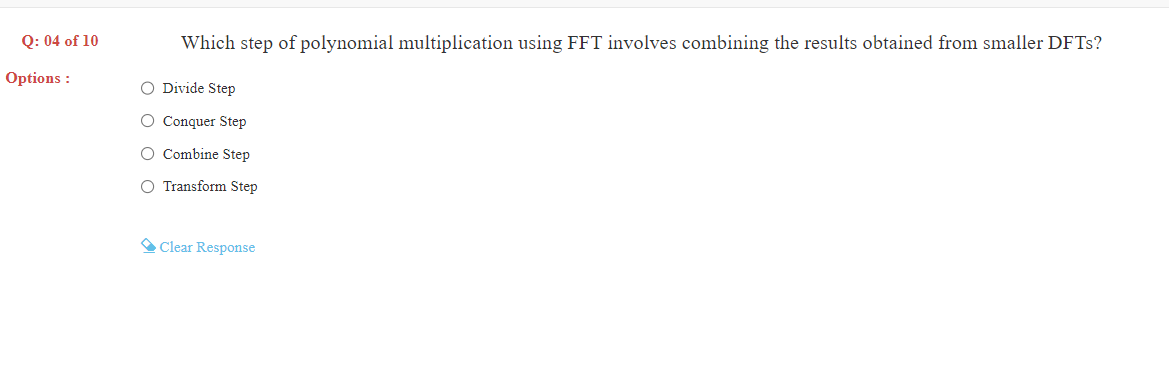 Q: 04 of 10
Which step of polynomial multiplication using FFT involves combining the results obtained from smaller DFTs?
Options :
Divide Step
Conquer Step
Combine Step
Transform Step
Clear Response